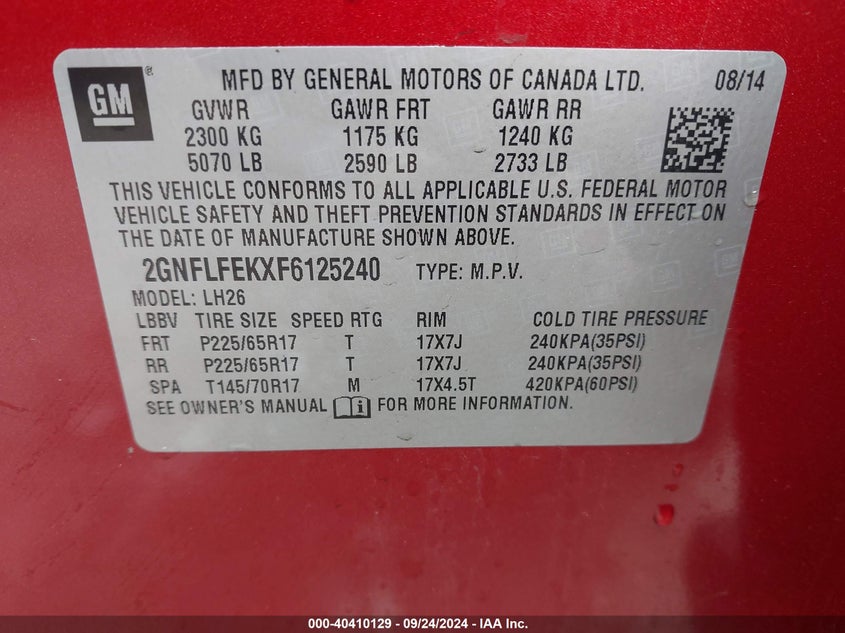 GM ® MFD BY GENERAL MOTORS OF CANADA LTD. 08/14
GVWR GAWR FRT GAWR RR
2300 KG 1175 KG 1240 KG
5070 LB 2590 LB 2733 LB
THIS VEHICLE CONFORMS TO ALL APPLICABLE U.S. FEDERAL MOTOR
VEHICLE SAFETY AND THEFT PREVENTION STANDARDS IN EFFECT ON
THE DATE OF MANUFACTURE SHOWN ABOVE.
2GNFLFEKXF6125240 TYPE: M.P.V.
MODEL: LH26
LBBV TIRE SIZE SPEED RTG RIM COLD TIRE PRESSURE
FRT P225/65R17 T 17X7J 240KPA(35PSI)
RR P225/65R17 T 17X7J 240KPA(35PSI)
SPA T145/70R17 M 17X4.5T 420KPA(60PSI)
SEE OWNER'S MANUAL i FOR MORE INFORMATION.
000-40410129 - 09/24/2024 - IAA Inc.